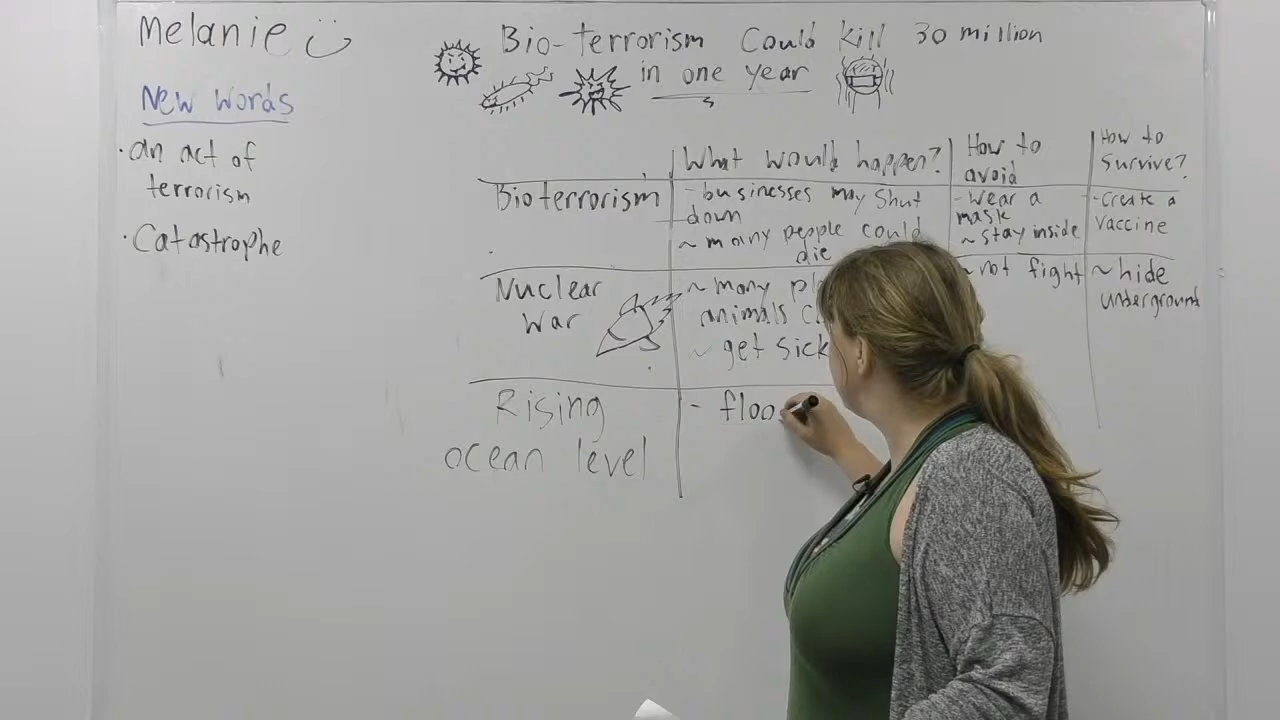 Melanie
New Words
• an act of
terrorism
• Catastrophe
Bio-terrorism Could kill 30 million
in one year
What would happen?
How to
avoid
How to
Survive?
Bioterrorism
- businesses may shut
down
~ many people could
die
- wear a
mask
~ stay inside
- Create a
vaccine
Nuclear
War
~ many
animals
~ get sick
~ not fight
~ hide
underground
Rising
ocean level
- floo